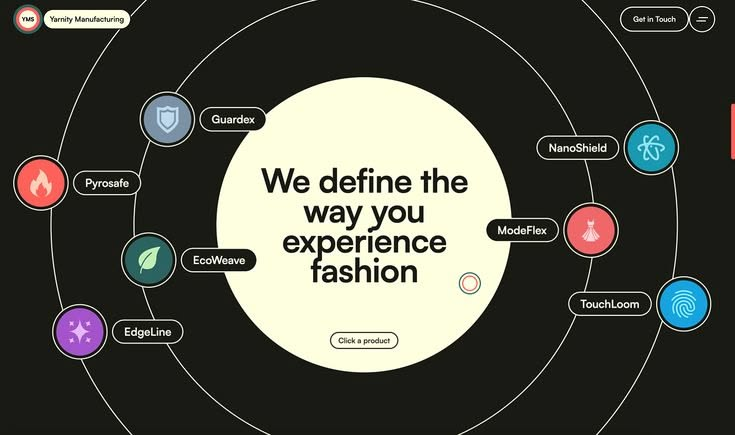 YMS
Yarnity Manufacturing
Get in Touch
Guardex
NanoShield
Pyrosafe
We define the
way you
experience
fashion
ModeFlex
EcoWeave
TouchLoom
EdgeLine
Click a product